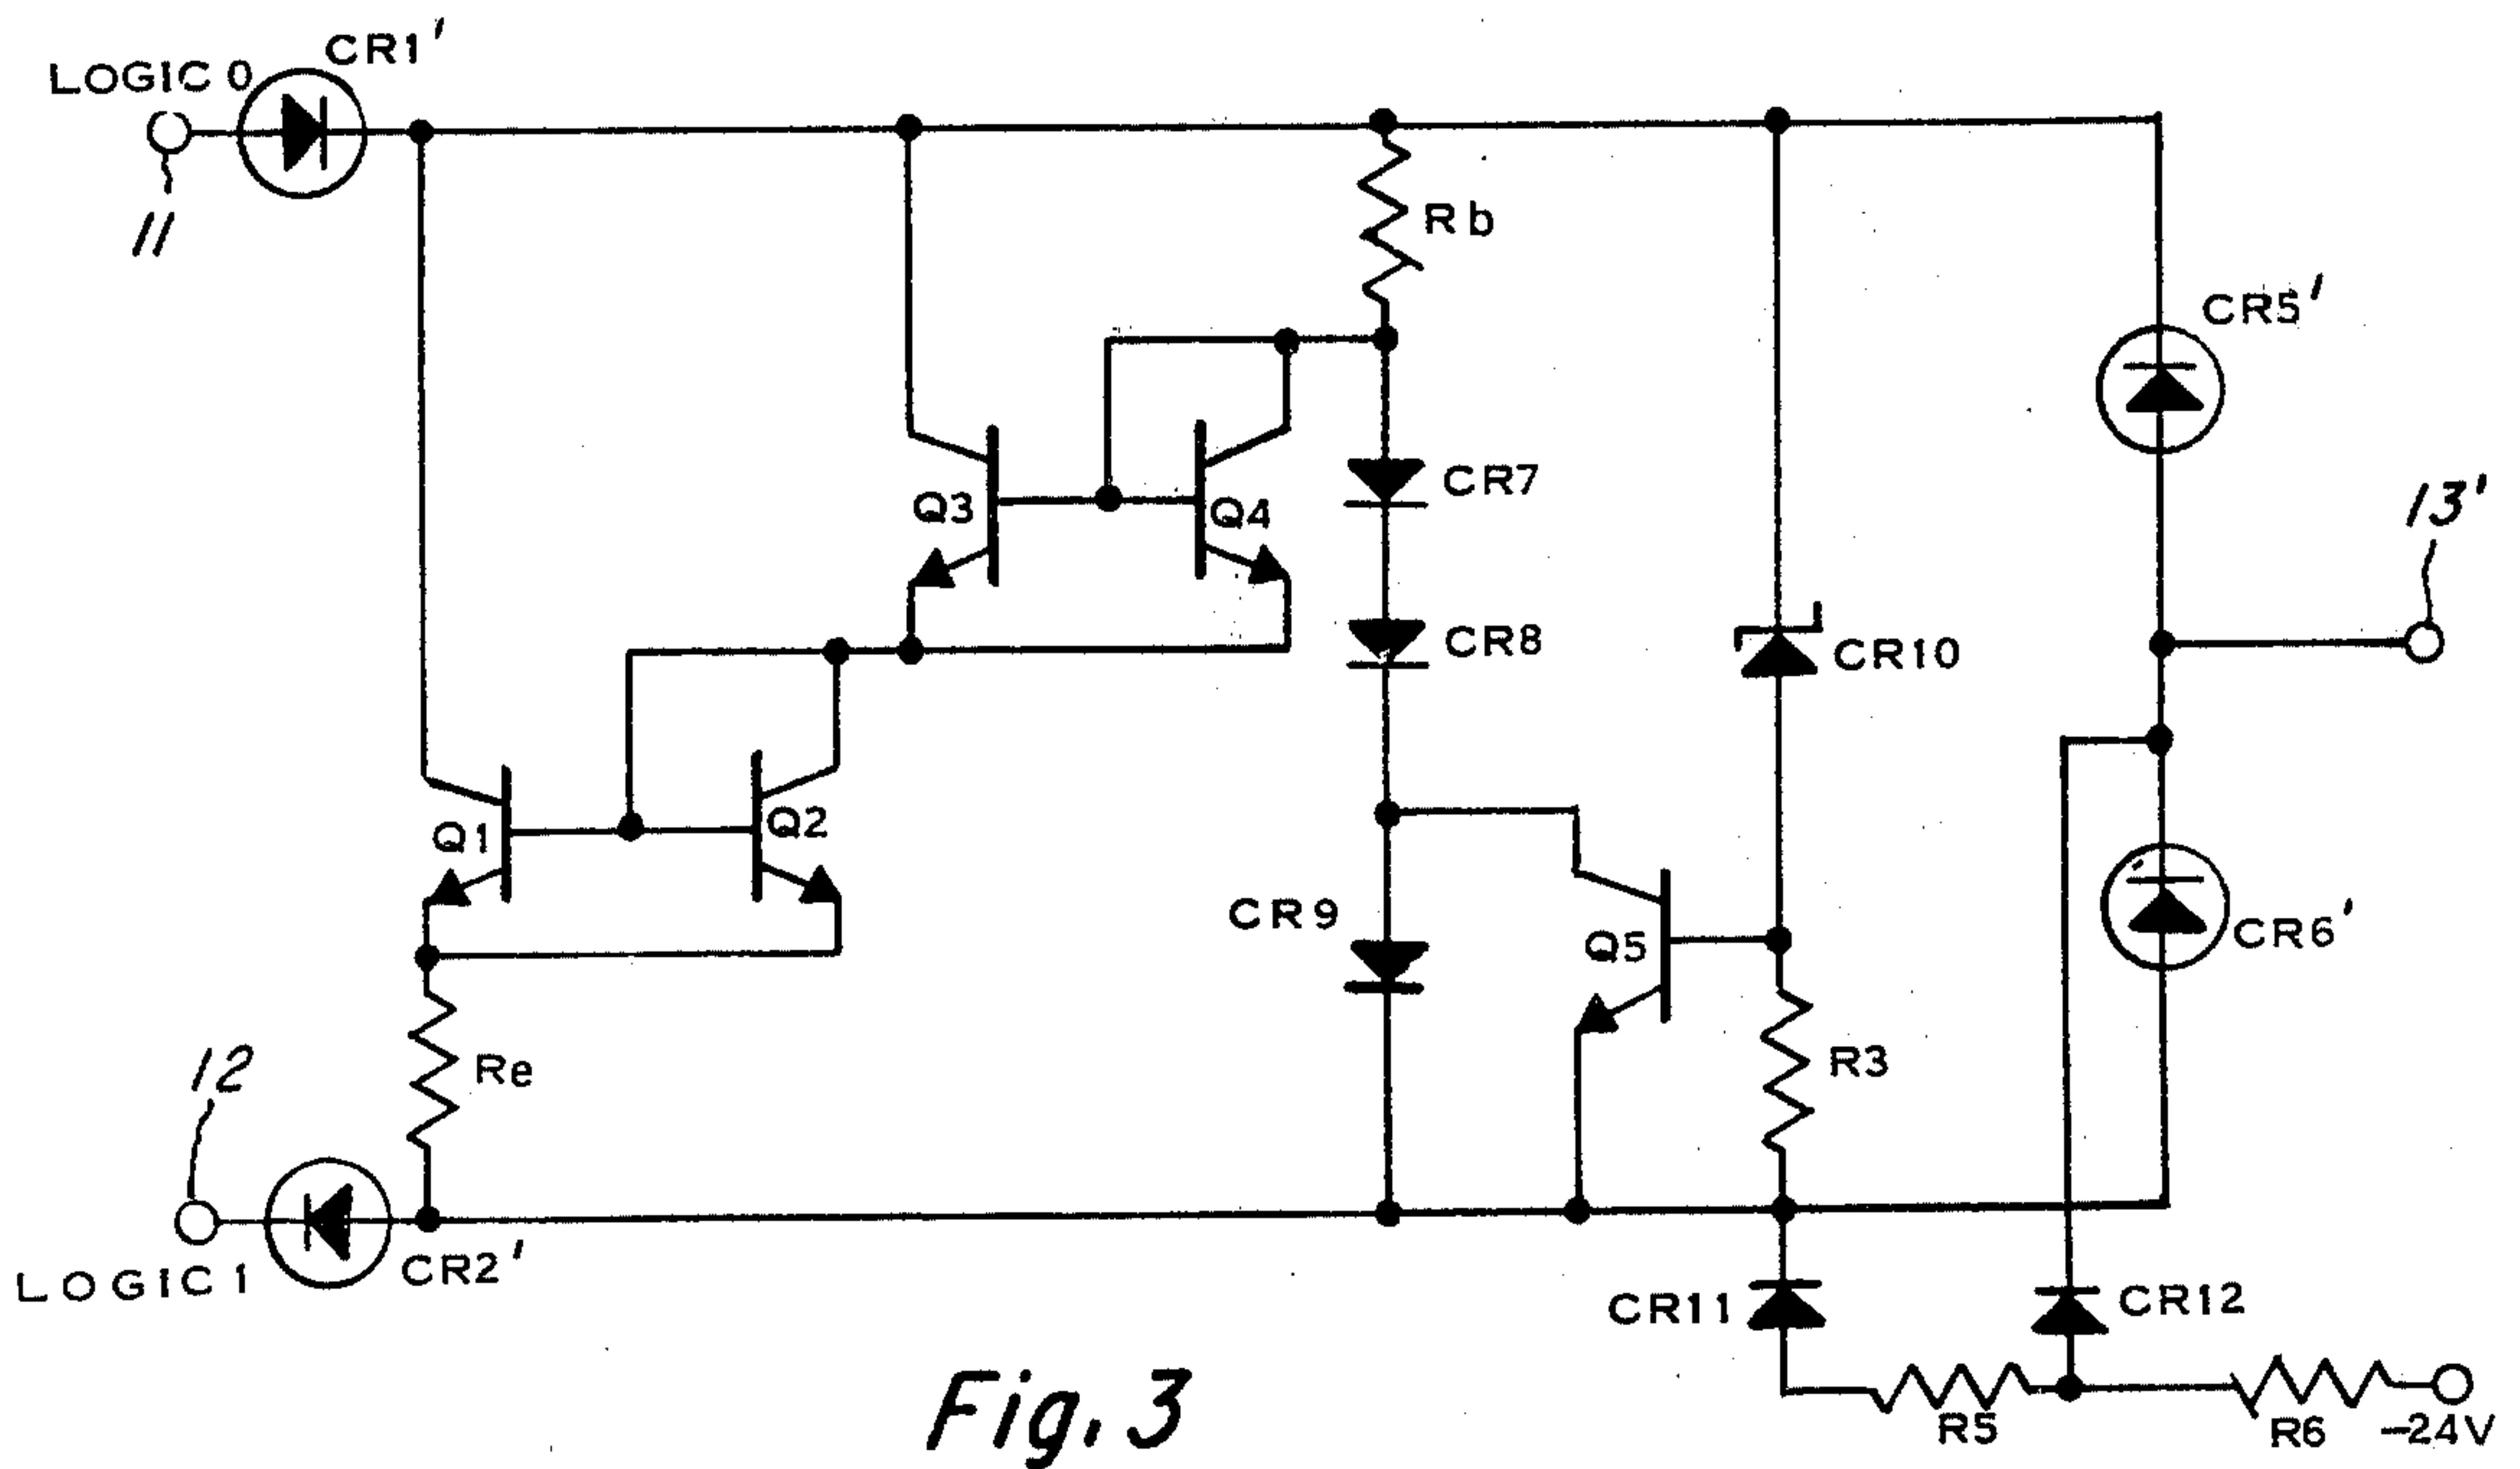 CR1'
LOGIC 0
11
Rb
CR5'
CR7
13'
Q3
Q4
CR8
CR10
Q1
Q2
CR9
Q5
CR6'
12
Re
R3
CR2'
LOGIC 1
CR11
CR12
R5
R6
-24V
Fig. 3